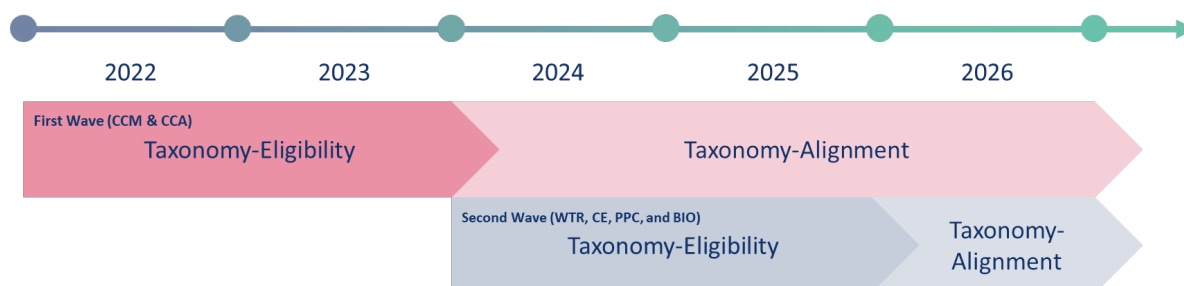 2022 2023 2024 2025 2026
First Wave (CCM & CCA)
Taxonomy-Eligibility Taxonomy-Alignment
Second Wave (WTR, CE, PPC, and BIO)
Taxonomy-Eligibility
Taxonomy-
Alignment